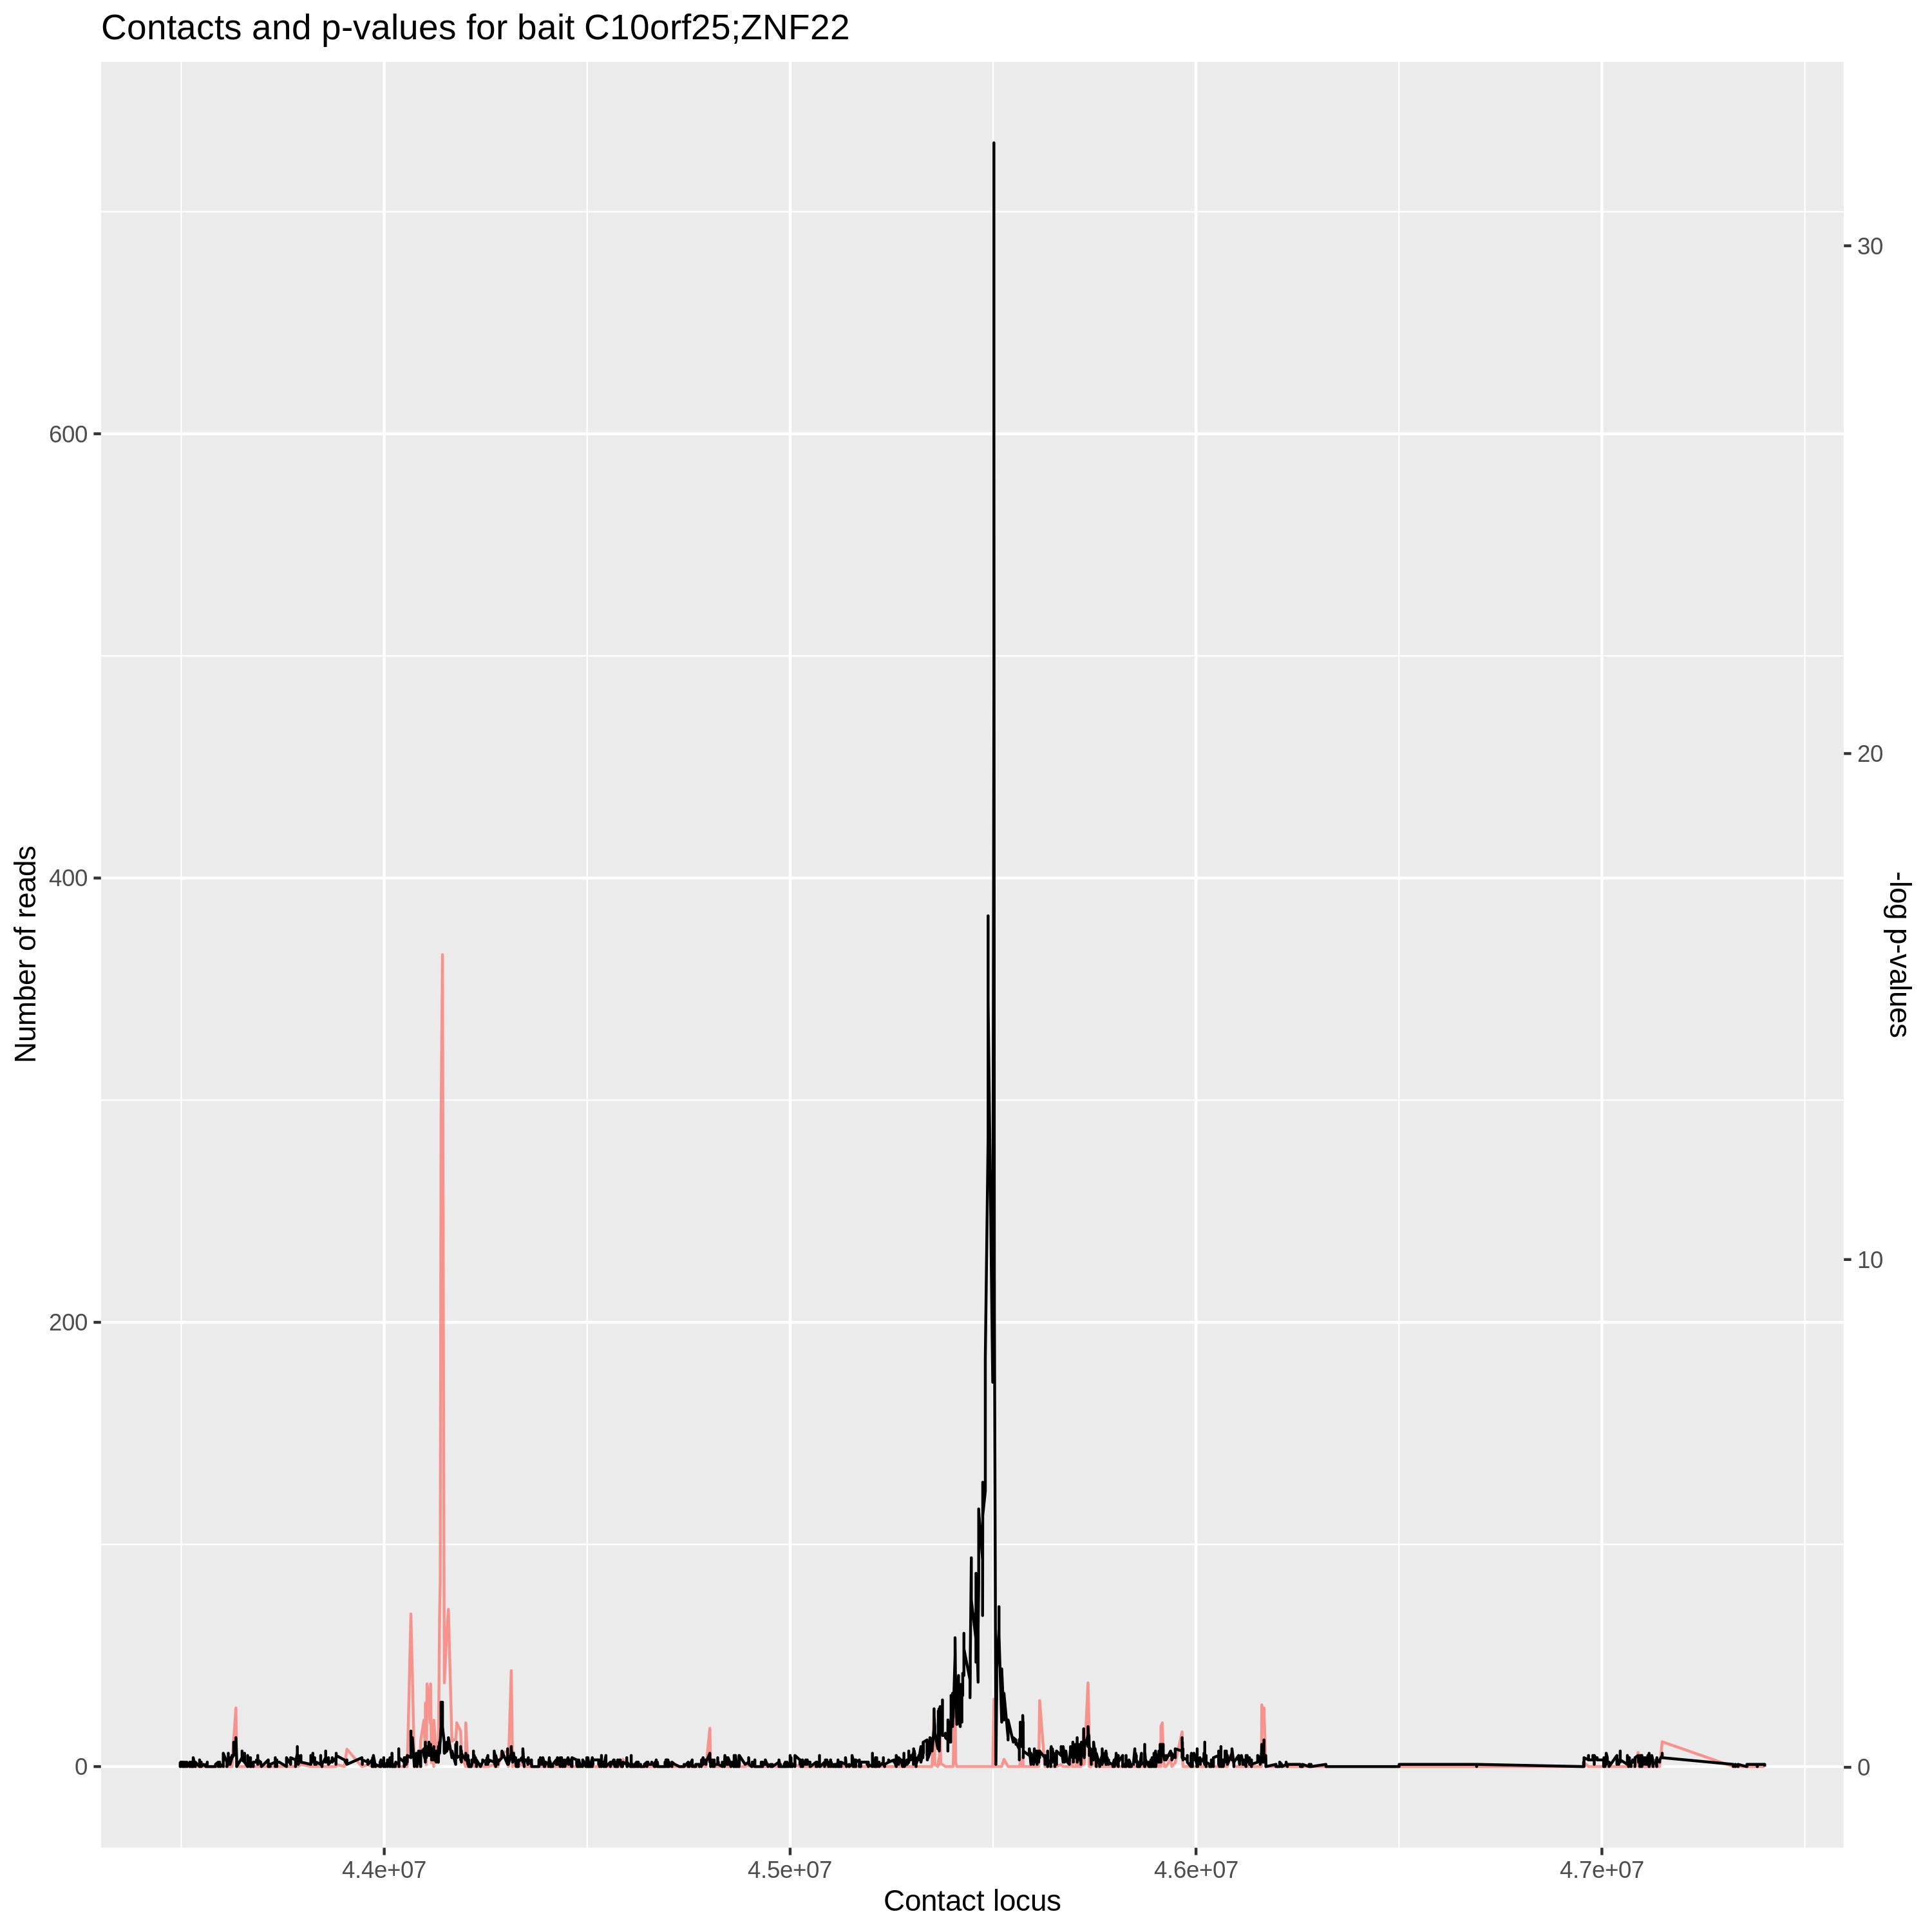 Contacts and p-values for bait C10orf25;ZNF22
Number of reads
600
400
200
0
30
20
10
0
-log p-values
4.4e+07
4.5e+07
4.6e+07
4.7e+07
Contact locus